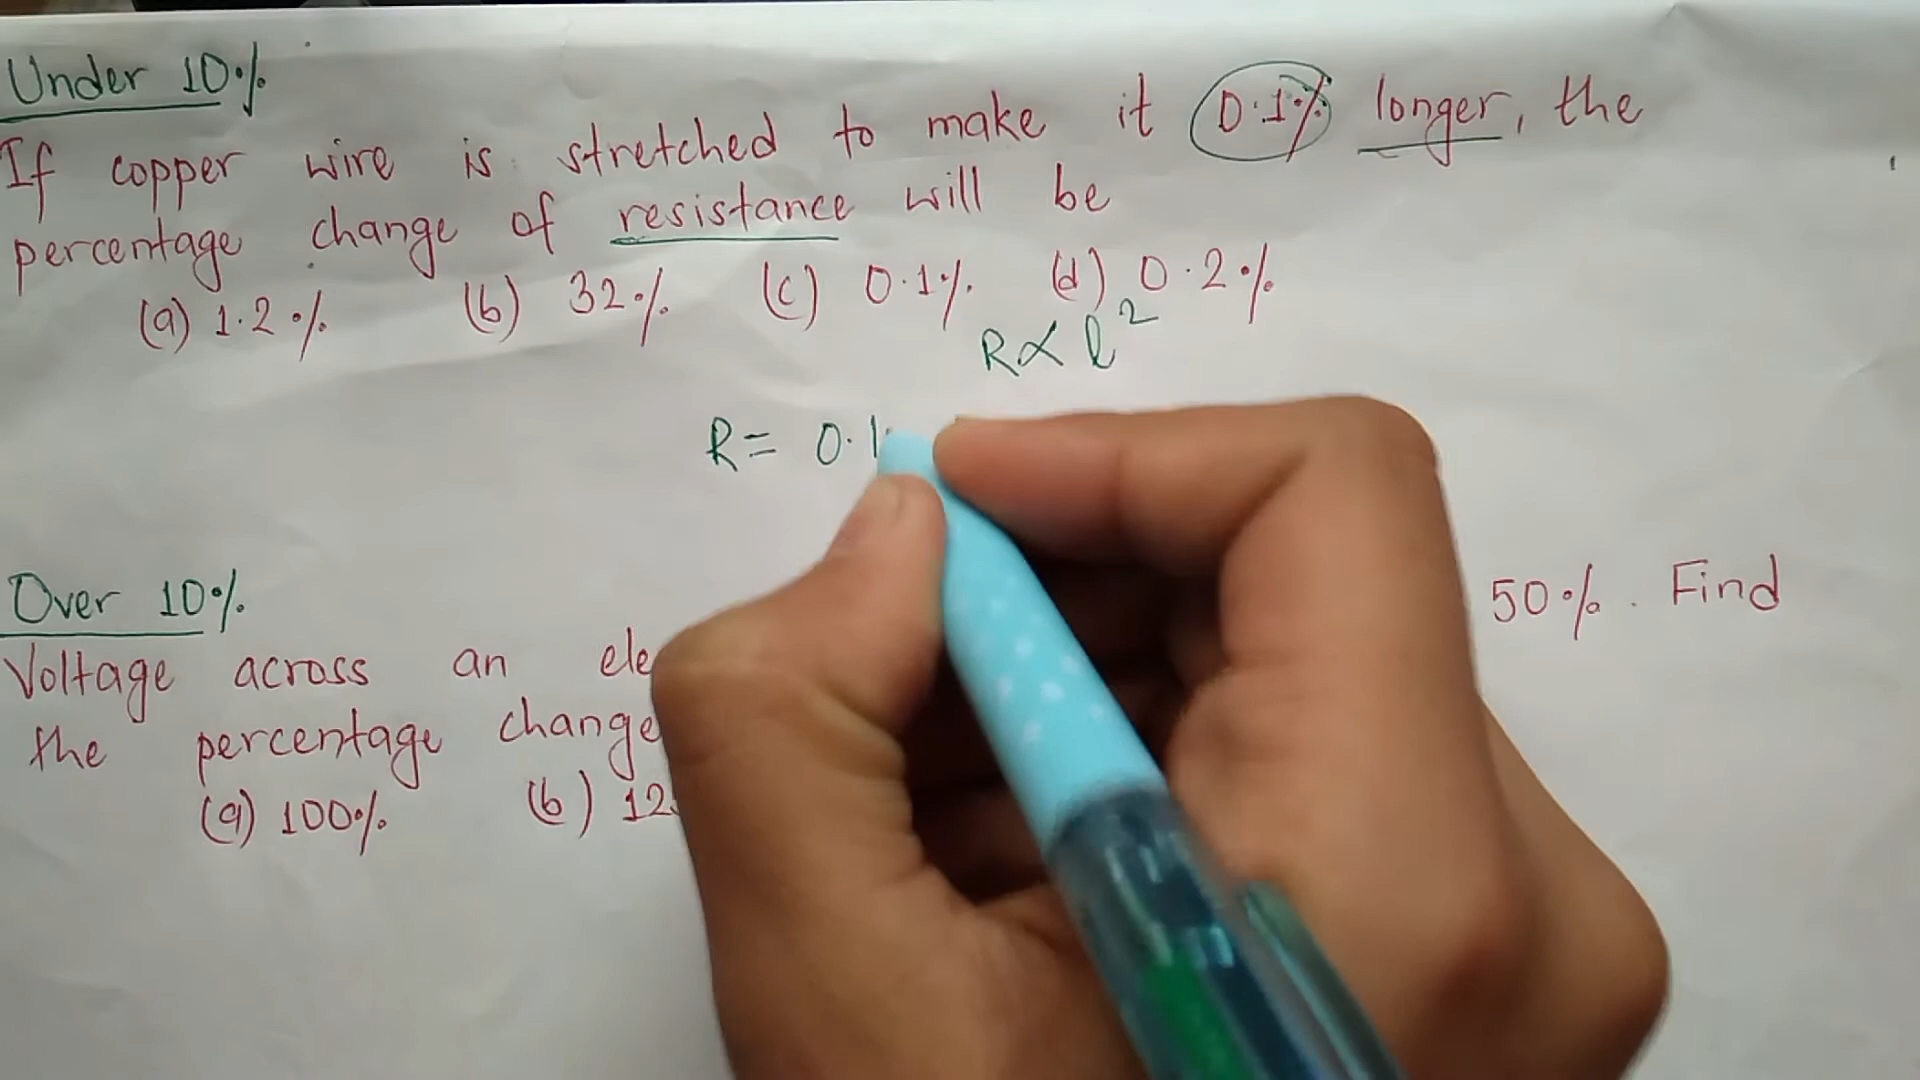 Under 10%
If copper wire is stretched to make it 0.1% longer, the
percentage change of resistance will be
(a) 1.2% (b) 32% (c) 0.1% (d) 0.2%
R ∝ l²
R = 0.1
Over 10%
Voltage across an 50%. Find
the percentage change
(a) 100% (b)